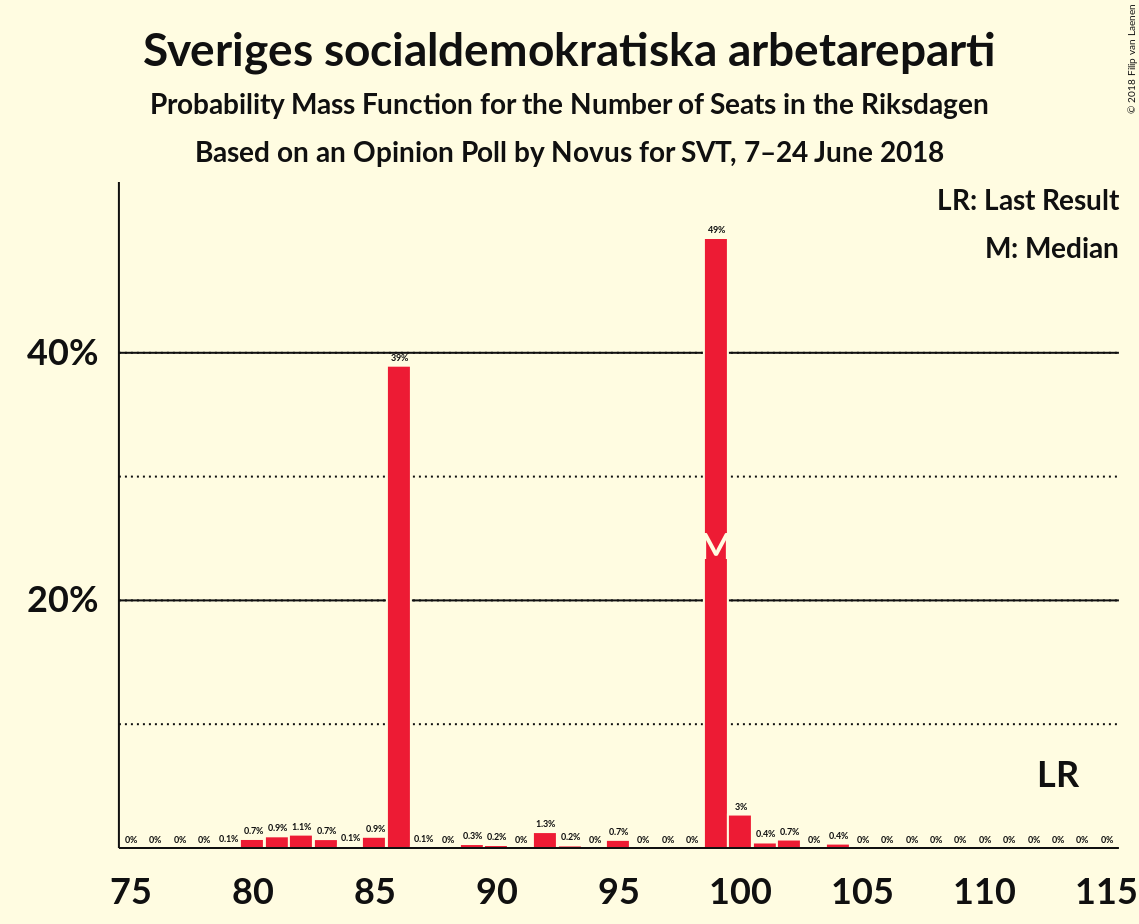 Sveriges socialdemokratiska arbetareparti
Probability Mass Function for the Number of Seats in the Riksdagen
Based on an Opinion Poll by Novus for SVT, 7–24 June 2018
© 2018 Filip van Laenen
LR: Last Result
M: Median
49%
40%
39%
M
20%
LR
3%
0% 0% 0% 0% 0.1% 0.7% 0.9% 1.1% 0.7% 0.1% 0.9% 0.1% 0% 0.3% 0.2% 0% 1.3% 0.2% 0% 0.7% 0% 0% 0% 0.4% 0.7% 0% 0.4% 0% 0% 0% 0% 0% 0% 0% 0% 0% 0% 0%
75 80 85 90 95 100 105 110 115